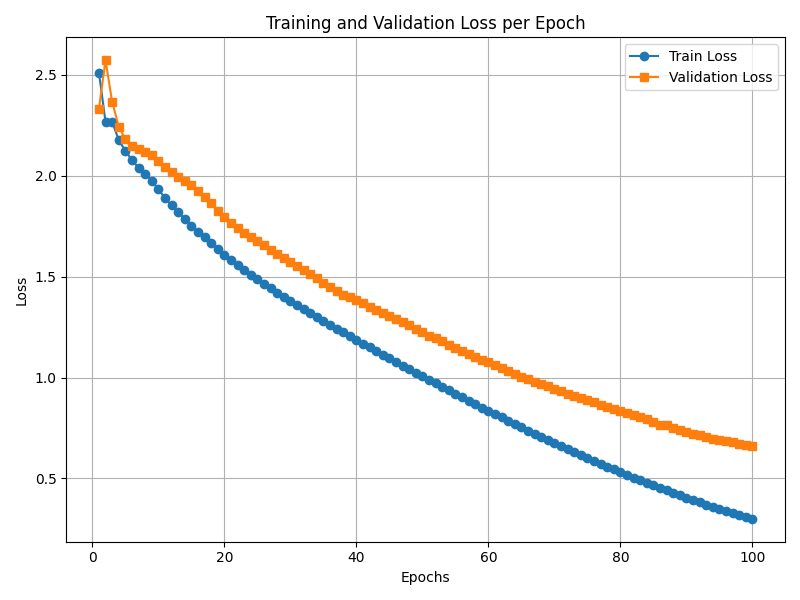 Training and Validation Loss per Epoch
Train Loss
Validation Loss
2.5
2.0
1.5
1.0
0.5
Loss
0 20 40 60 80 100
Epochs